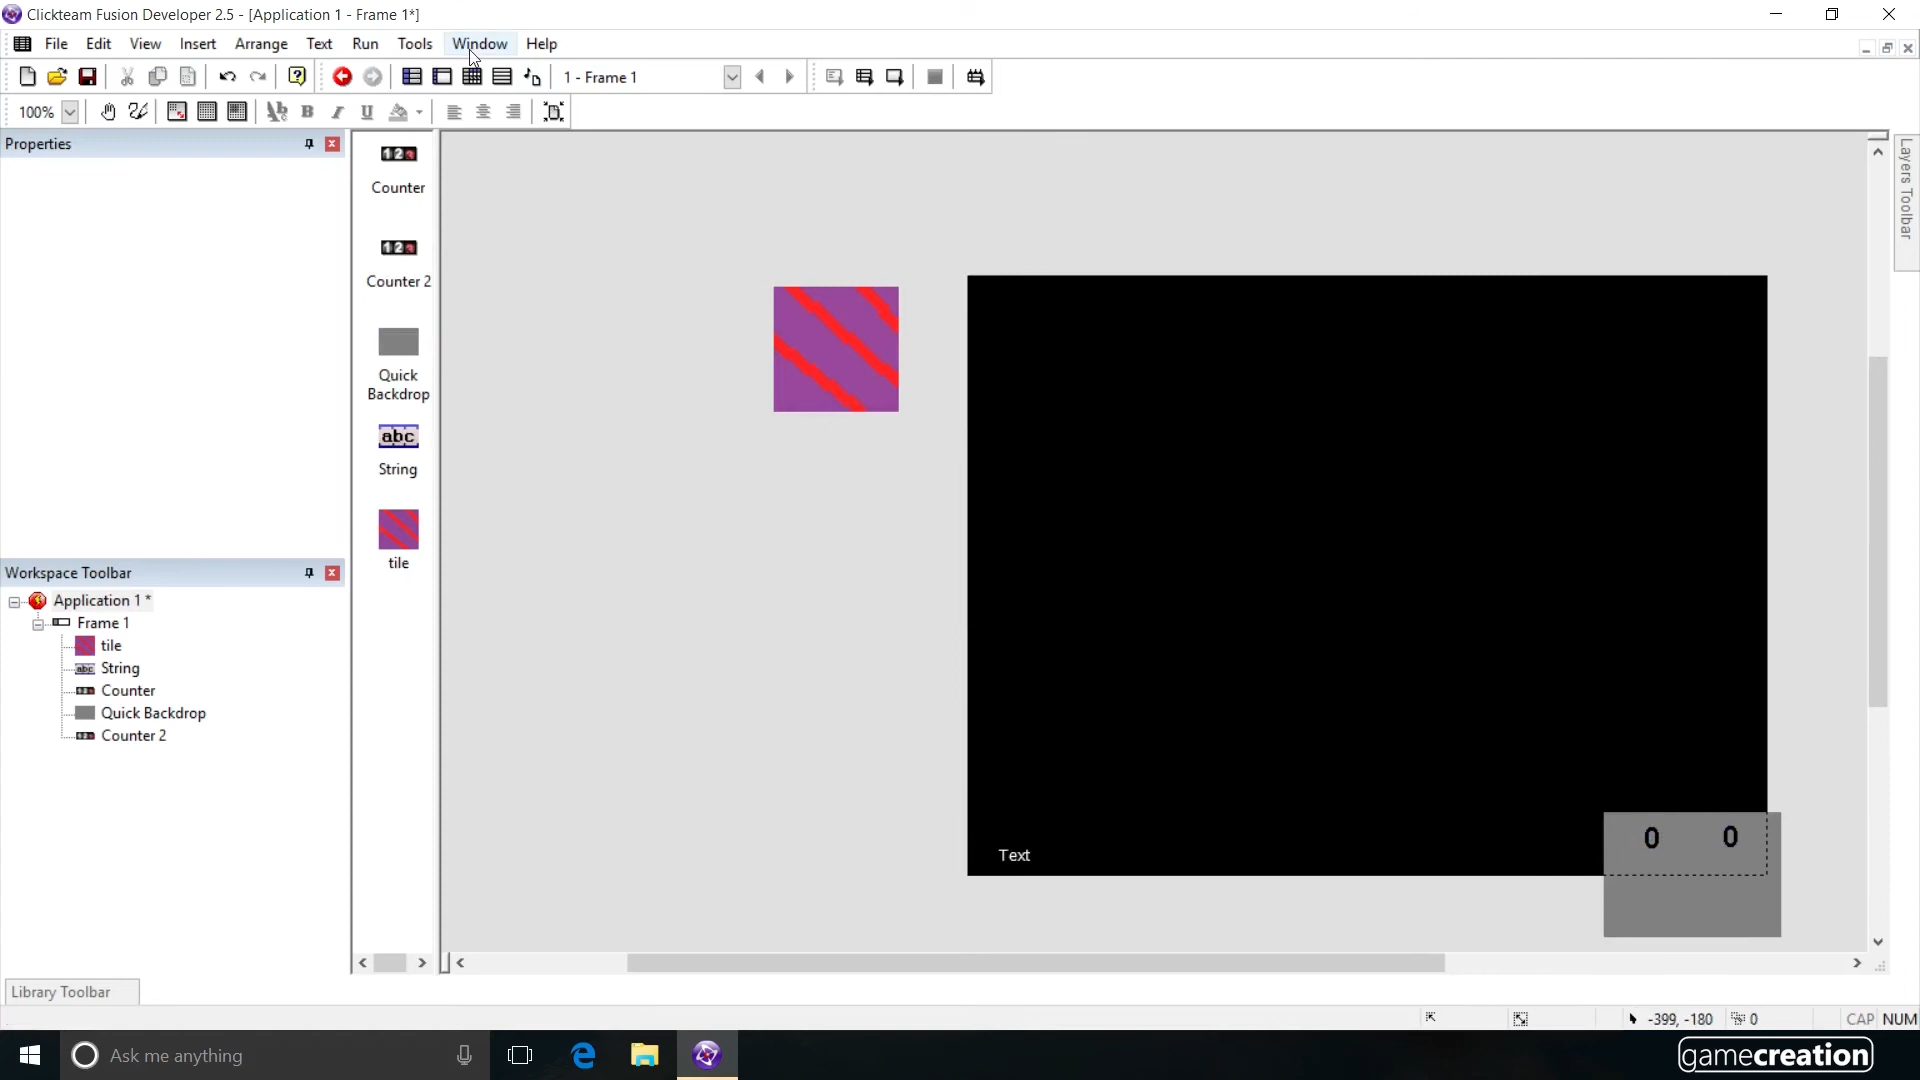 Clickteam Fusion Developer 2.5 - [Application 1 - Frame 1*]
File Edit View Insert Arrange Text Run Tools Window Help
1 - Frame 1
100%
Properties
Counter
Counter 2
Quick
Backdrop
abc
String
tile
Layers Toolbar
Workspace Toolbar
Application 1 *
Frame 1
tile
abc String
Counter
Quick Backdrop
Counter 2
0 0
Text
Library Toolbar
-399, -180 0 CAP NUM
Ask me anything
gamecreation